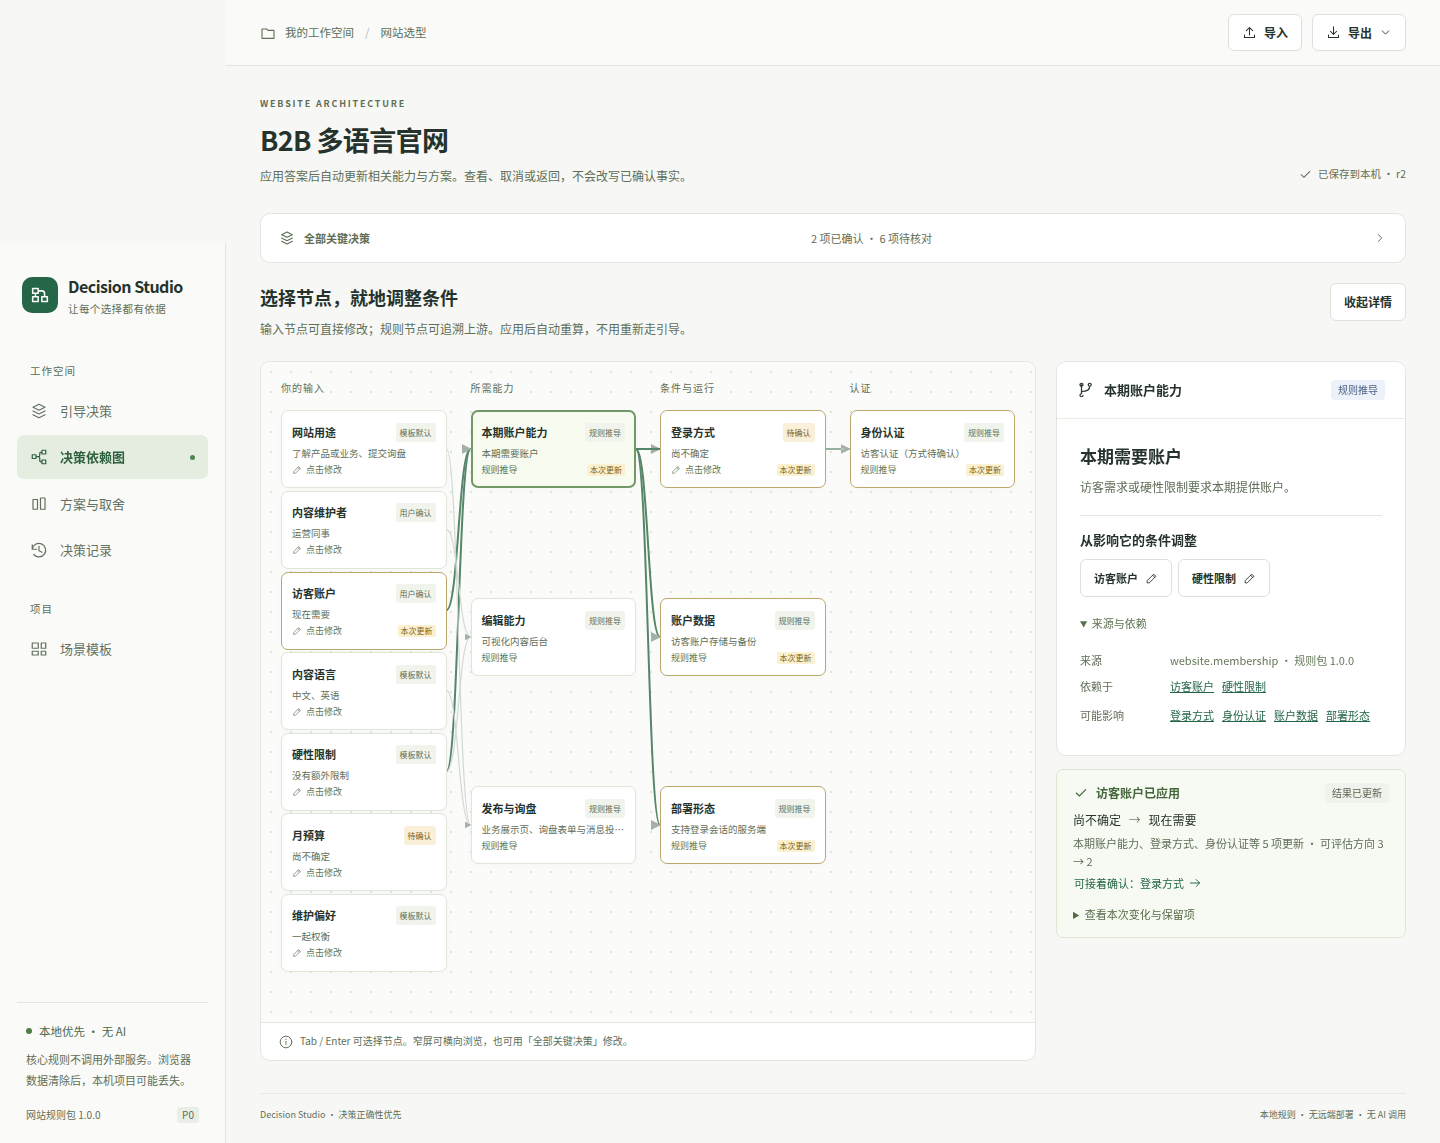 我的工作空间 / 网站选型
导入
导出
WEBSITE ARCHITECTURE
B2B 多语言官网
应用答案后自动更新相关能力与方案。查看、取消或返回，不会改写已确认事实。
已保存到本机 · r2
全部关键决策
2 项已确认 · 6 项待核对
选择节点，就地调整条件
输入节点可直接修改；规则节点可追溯上游。应用后自动重算，不用重新走引导。
收起详情
Decision Studio
让每个选择都有依据
工作空间
引导决策
决策依赖图
方案与取舍
决策记录
项目
场景模板
本地优先 · 无 AI
核心规则不调用外部服务。浏览器
数据清除后，本机项目可能丢失。
网站规则包 1.0.0
P0
你的输入
网站用途
模板默认
了解产品或业务、提交询盘
点击修改
内容维护者
用户确认
运营同事
点击修改
访客账户
用户确认
现在需要
点击修改
本次更新
内容语言
模板默认
中文、英语
点击修改
硬性限制
模板默认
没有额外限制
点击修改
月预算
待确认
尚不确定
点击修改
维护偏好
模板默认
一起权衡
点击修改
所需能力
本期账户能力
规则推导
本期需要账户
规则推导
本次更新
编辑能力
规则推导
可视化内容后台
规则推导
发布与询盘
规则推导
业务展示页、询盘表单与消息投…
规则推导
条件与运行
登录方式
待确认
尚不确定
点击修改
本次更新
账户数据
规则推导
访客账户存储与备份
规则推导
本次更新
部署形态
规则推导
支持登录会话的服务端
规则推导
本次更新
认证
身份认证
规则推导
访客认证（方式待确认）
规则推导
本次更新
Tab / Enter 可选择节点。窄屏可横向浏览，也可用「全部关键决策」修改。
本期账户能力
规则推导
本期需要账户
访客需求或硬性限制要求本期提供账户。
从影响它的条件调整
访客账户
硬性限制
▼ 来源与依赖
来源
website.membership · 规则包 1.0.0
依赖于
访客账户 硬性限制
可能影响
登录方式 身份认证 账户数据 部署形态
访客账户已应用
结果已更新
尚不确定 → 现在需要
本期账户能力、登录方式、身份认证等 5 项更新 · 可评估方向 3
→ 2
可接着确认：登录方式 →
▶ 查看本次变化与保留项
Decision Studio · 决策正确性优先
本地规则 · 无远端部署 · 无 AI 调用